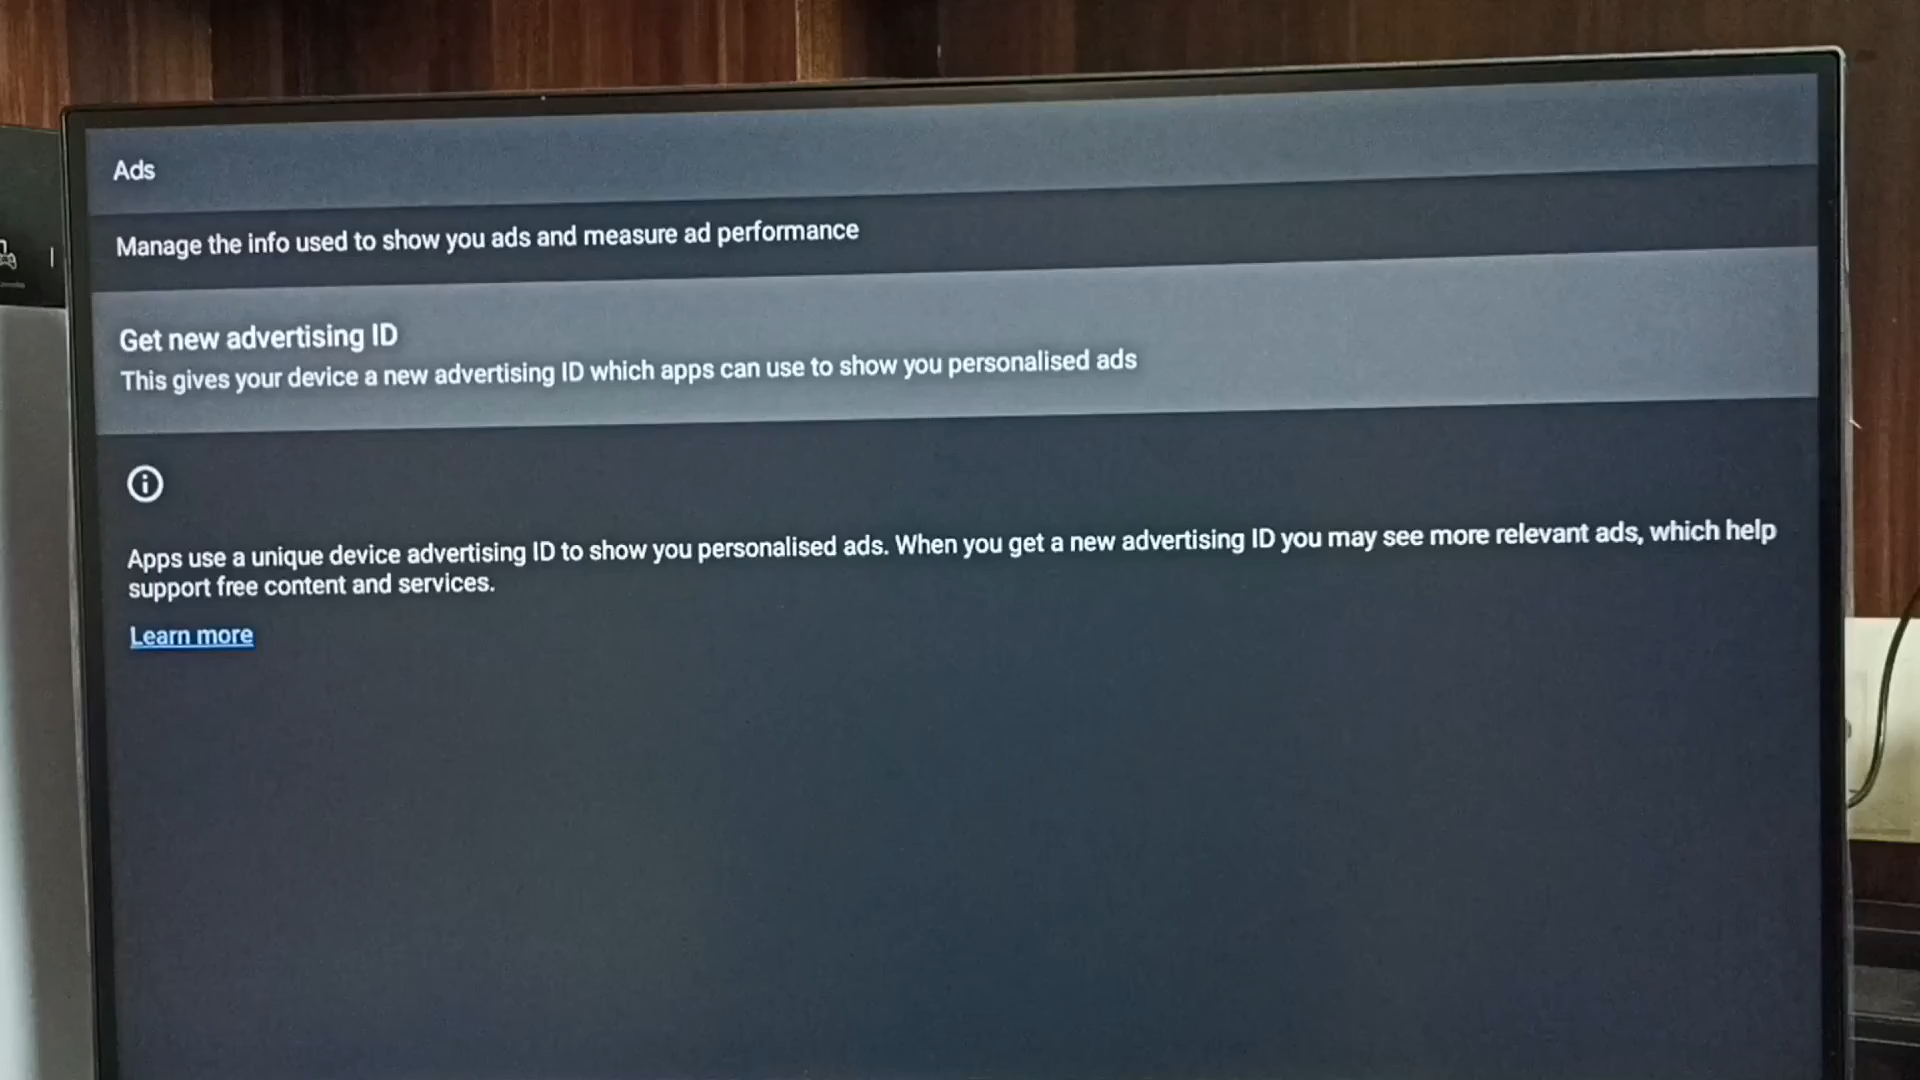 Ads
Manage the info used to show you ads and measure ad performance
Get new advertising ID
This gives your device a new advertising ID which apps can use to show you personalised ads
Apps use a unique device advertising ID to show you personalised ads. When you get a new advertising ID you may see more relevant ads, which help
support free content and services.
Learn more